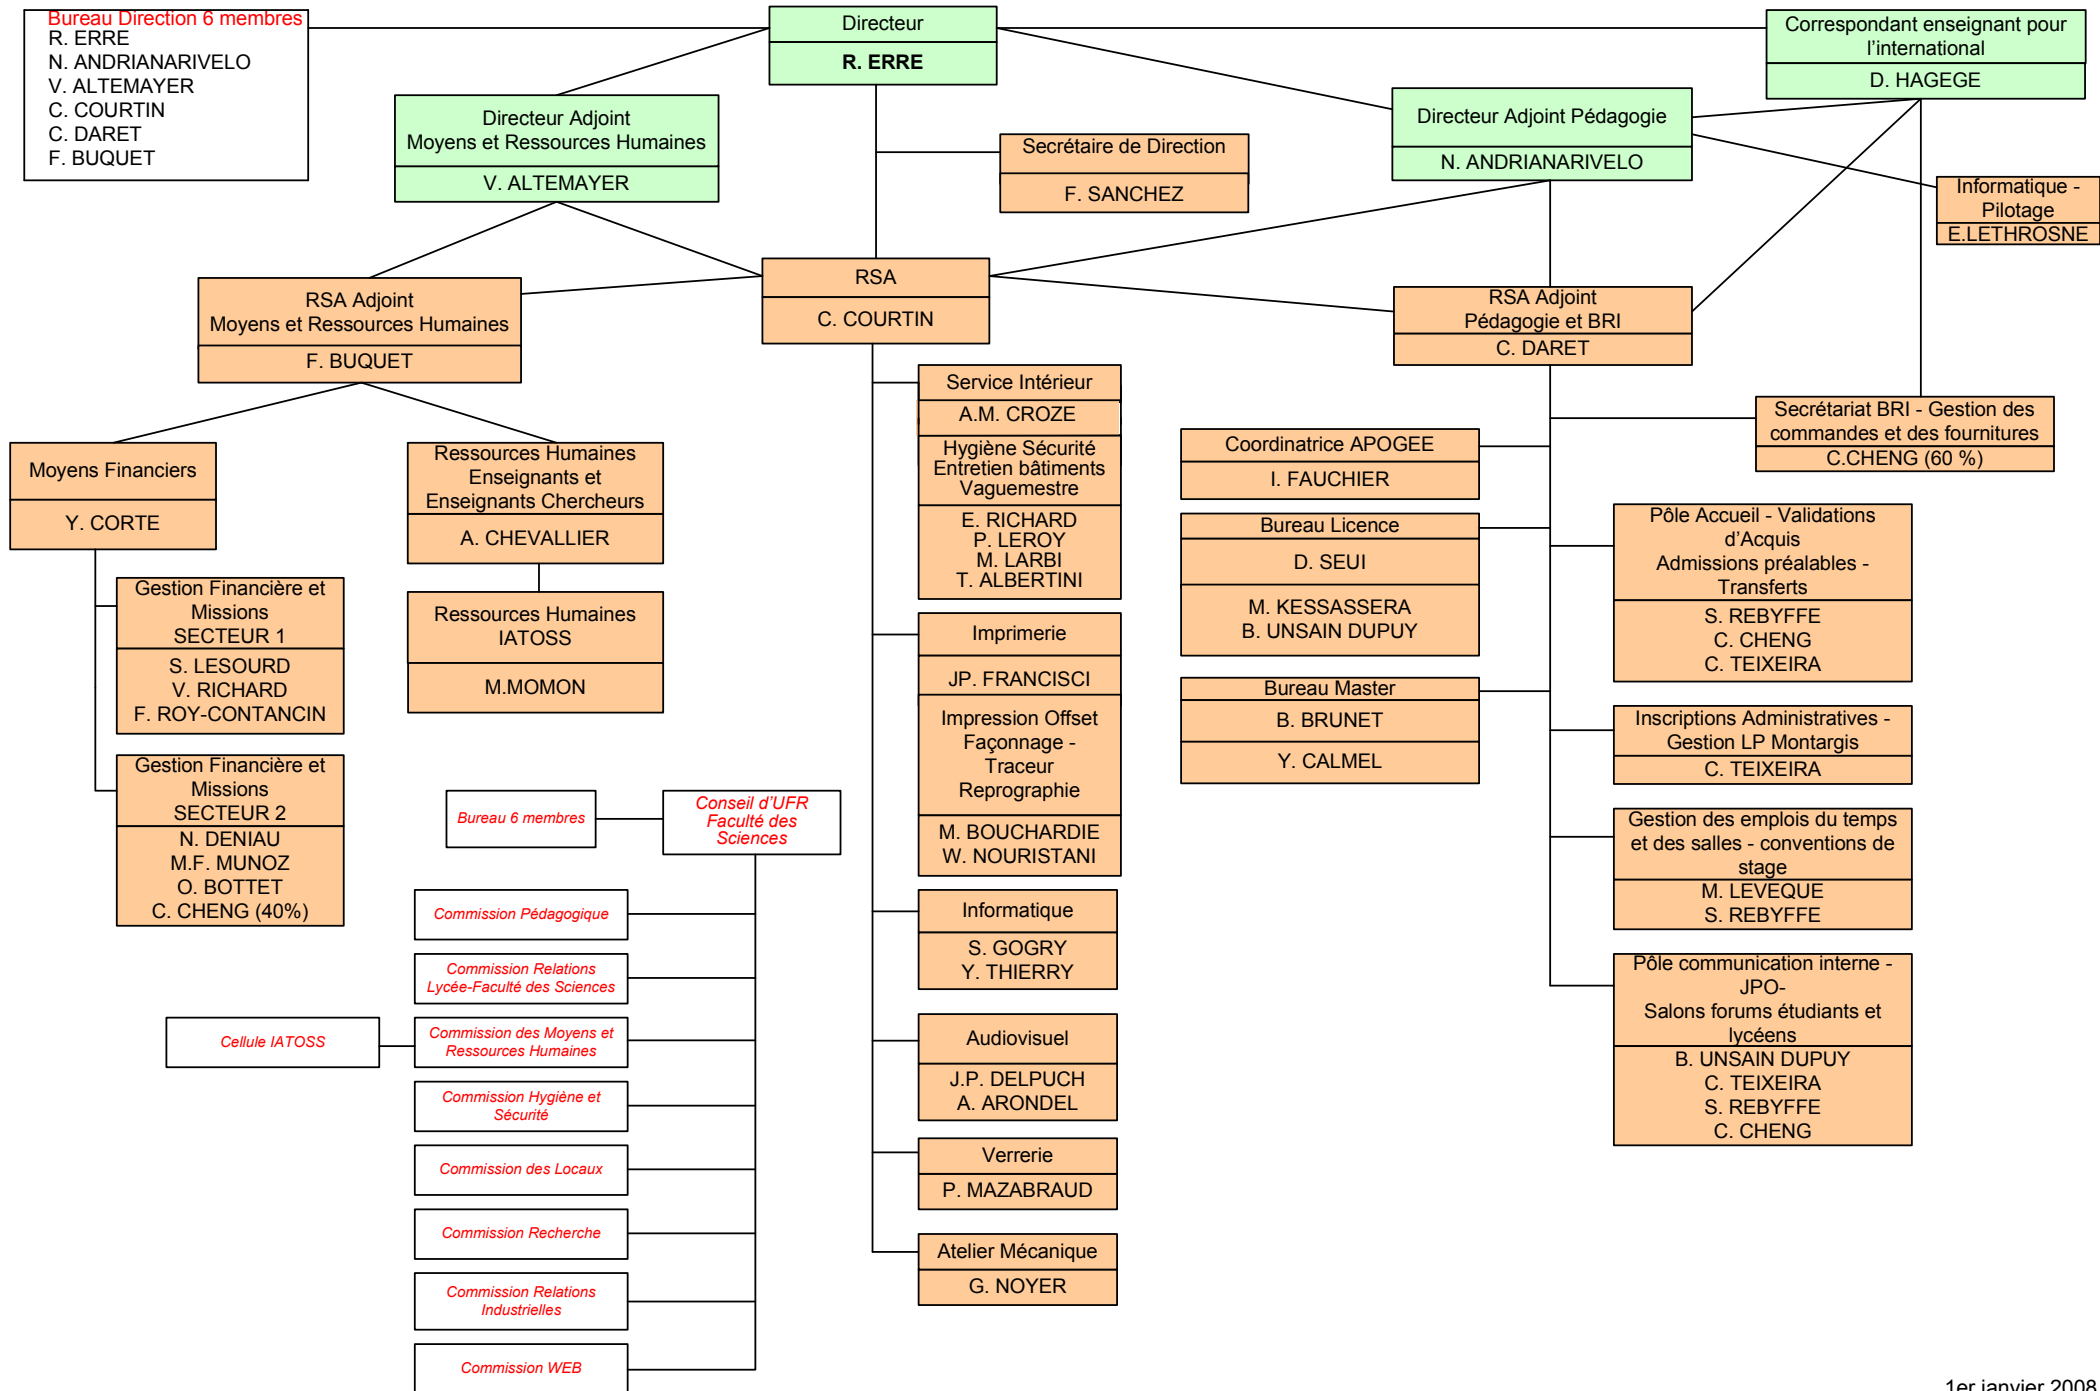 Bureau Direction 6 membres
R. ERRE
N. ANDRIANARIVELO
V. ALTEMAYER
C. COURTIN
C. DARET
F. BUQUET
Directeur
R. ERRE
Correspondant enseignant pour
l'international
D. HAGEGE
Directeur Adjoint
Moyens et Ressources Humaines
V. ALTEMAYER
Secrétaire de Direction
F. SANCHEZ
Directeur Adjoint Pédagogie
N. ANDRIANARIVELO
Informatique -
Pilotage
E.LETHROSNE
RSA Adjoint
Moyens et Ressources Humaines
F. BUQUET
RSA
C. COURTIN
RSA Adjoint
Pédagogie et BRI
C. DARET
Moyens Financiers
Y. CORTE
Gestion Financière et
Missions
SECTEUR 1
S. LESOURD
V. RICHARD
F. ROY-CONTANCIN
Gestion Financière et
Missions
SECTEUR 2
N. DENIAU
M.F. MUNOZ
O. BOTTET
C. CHENG (40%)
Ressources Humaines
Enseignants et
Enseignants Chercheurs
A. CHEVALLIER
Ressources Humaines
IATOSS
M.MOMON
Service Intérieur
A.M. CROZE
Hygiène Sécurité
Entretien bâtiments
Vaguemestre
E. RICHARD
P. LEROY
M. LARBI
T. ALBERTINI
Imprimerie
JP. FRANCISCI
Impression Offset
Façonnage -
Traceur
Reprographie
M. BOUCHARDIE
W. NOURISTANI
Informatique
S. GOGRY
Y. THIERRY
Audiovisuel
J.P. DELPUCH
A. ARONDEL
Verrerie
P. MAZABRAUD
Atelier Mécanique
G. NOYER
Coordinatrice APOGEE
I. FAUCHIER
Bureau Licence
D. SEUI
M. KESSASSERA
B. UNSAIN DUPUY
Bureau Master
B. BRUNET
Y. CALMEL
Secrétariat BRI - Gestion des
commandes et des fournitures
C.CHENG (60 %)
Pôle Accueil - Validations
d'Acquis
Admissions préalables -
Transferts
S. REBYFFE
C. CHENG
C. TEIXEIRA
Inscriptions Administratives -
Gestion LP Montargis
C. TEIXEIRA
Gestion des emplois du temps
et des salles - conventions de
stage
M. LEVEQUE
S. REBYFFE
Pôle communication interne -
JPO-
Salons forums étudiants et
lycéens
B. UNSAIN DUPUY
C. TEIXEIRA
S. REBYFFE
C. CHENG
Bureau 6 membres
Conseil d'UFR
Faculté des
Sciences
Commission Pédagogique
Commission Relations
Lycée-Faculté des Sciences
Cellule IATOSS
Commission des Moyens et
Ressources Humaines
Commission Hygiène et
Sécurité
Commission des Locaux
Commission Recherche
Commission Relations
Industrielles
Commission WEB
1er janvier 2008